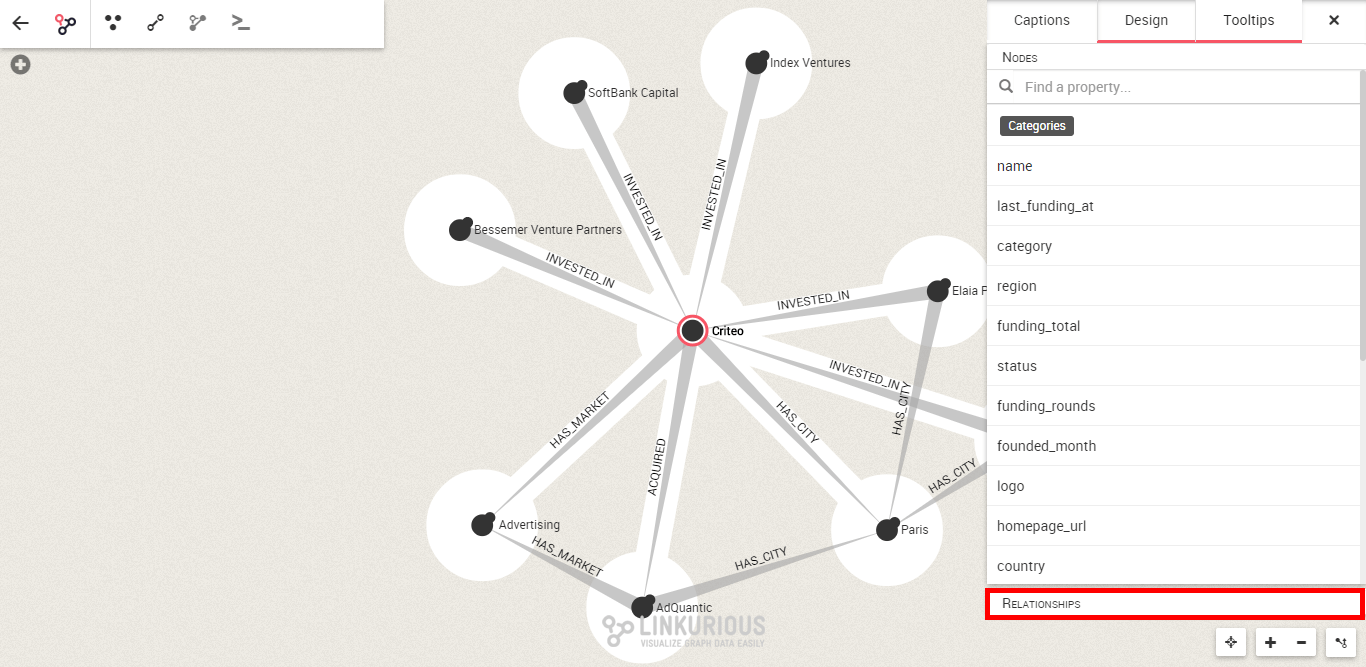 Captions
Design
Tooltips
NODES
Find a property...
Categories
name
last_funding_at
category
region
funding_total
status
funding_rounds
founded_month
logo
homepage_url
country
RELATIONSHIPS
Index Ventures
SoftBank Capital
INVESTED_IN
INVESTED_IN
Bessemer Venture Partners
INVESTED_IN
INVESTED_IN
Elaia P
Criteo
INVESTED_IN
HAS_CITY
HAS_MARKET
HAS_CITY
ACQUIRED
HAS_CITY
Advertising
Paris
HAS_MARKET
HAS_CITY
AdQuantic
LINKURIOUS
VISUALIZE GRAPH DATA EASILY